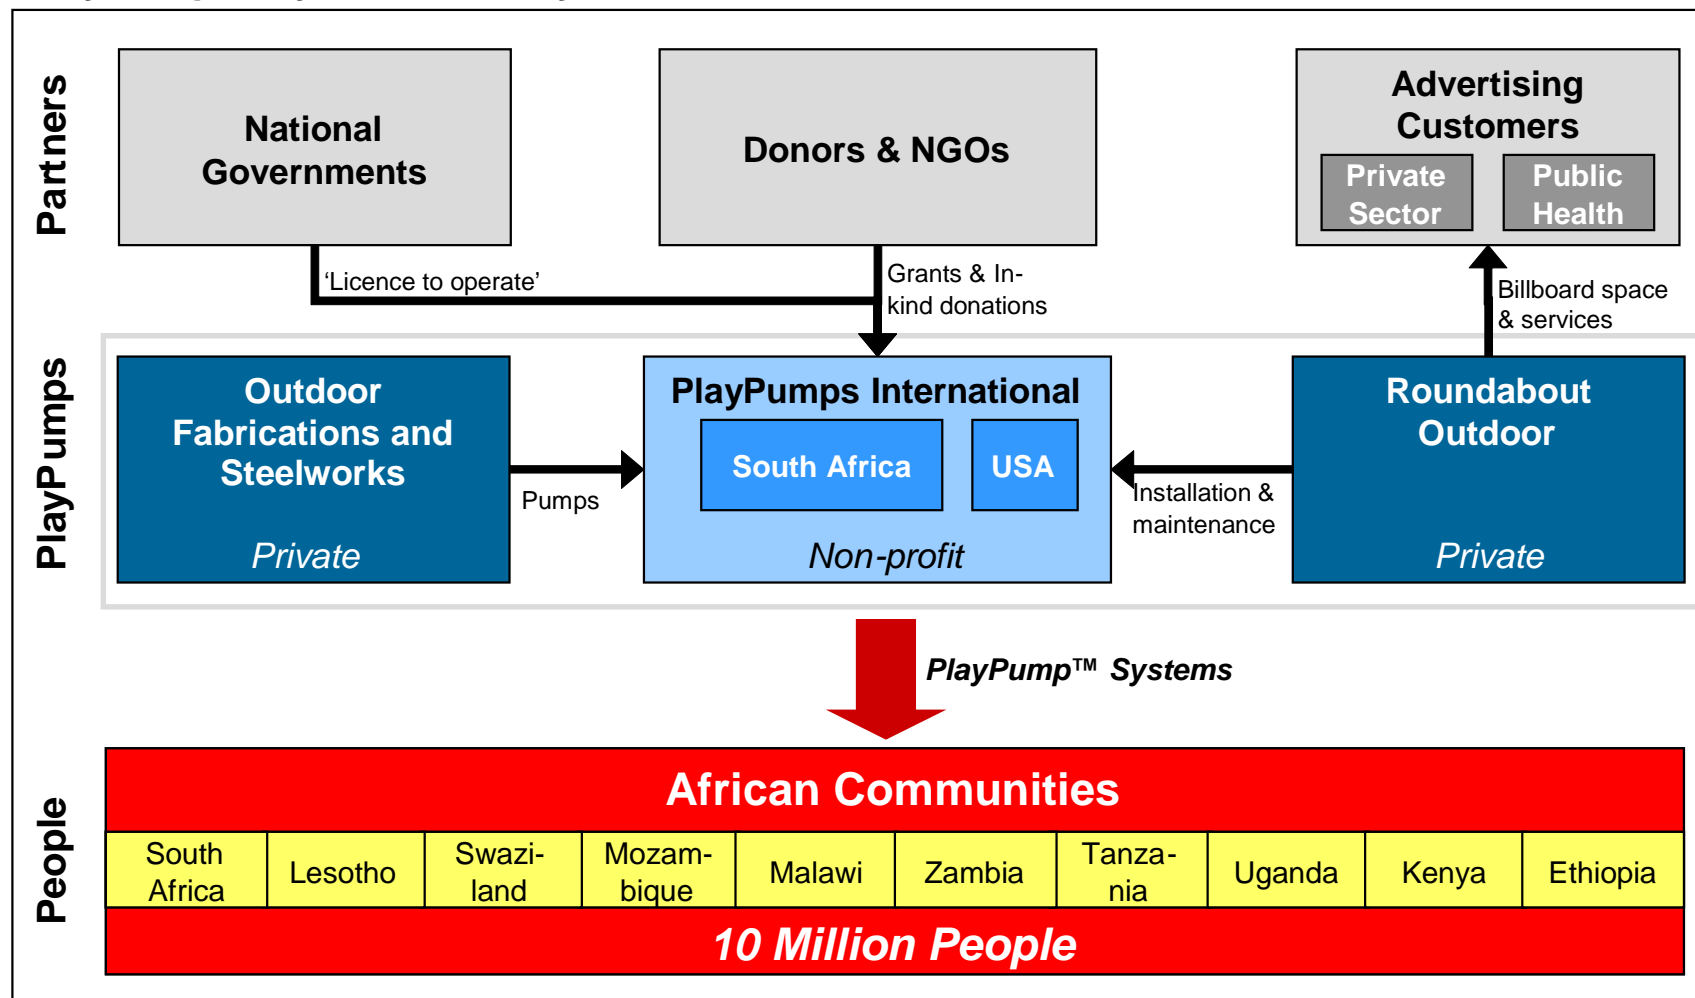 Partners
National
Governments
Donors & NGOs
Advertising
Customers
Private
Sector
Public
Health
‘Licence to operate’
Grants & In-
kind donations
Billboard space
& services
PlayPumps
Outdoor
Fabrications and
Steelworks
Private
Pumps
PlayPumps International
South Africa
USA
Non-profit
Installation &
maintenance
Roundabout
Outdoor
Private
PlayPump™ Systems
People
African Communities
South
Africa
Lesotho
Swazi-
land
Mozam-
bique
Malawi
Zambia
Tanza-
nia
Uganda
Kenya
Ethiopia
10 Million People